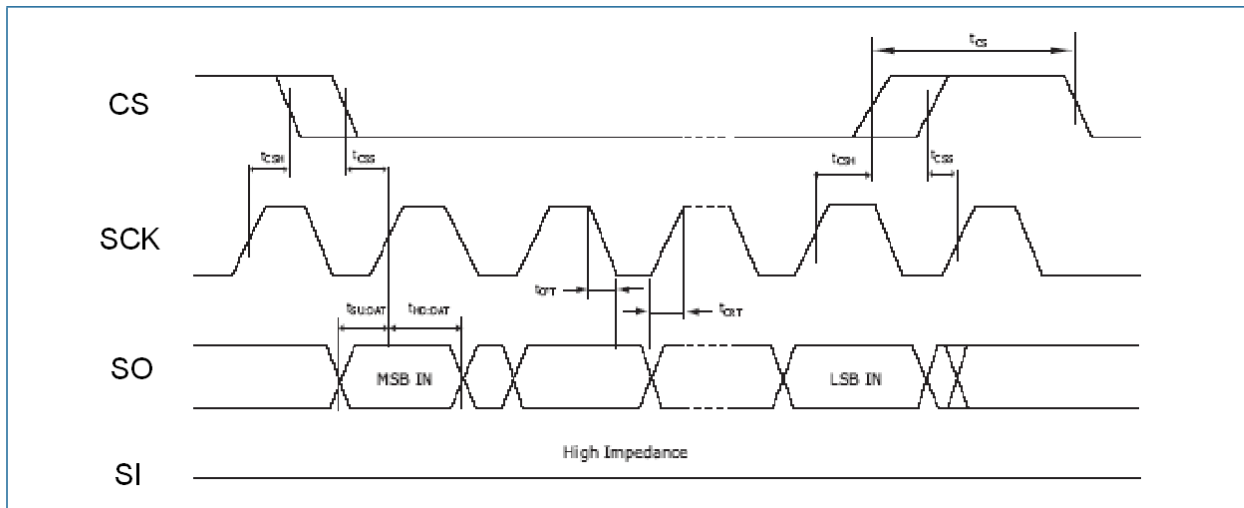 tCS
CS
tCSH
tCSS
tCSH
tCSS
SCK
tCFT
tCRT
tSU:DAT
tHD:DAT
SO
MSB IN
LSB IN
High Impedance
SI